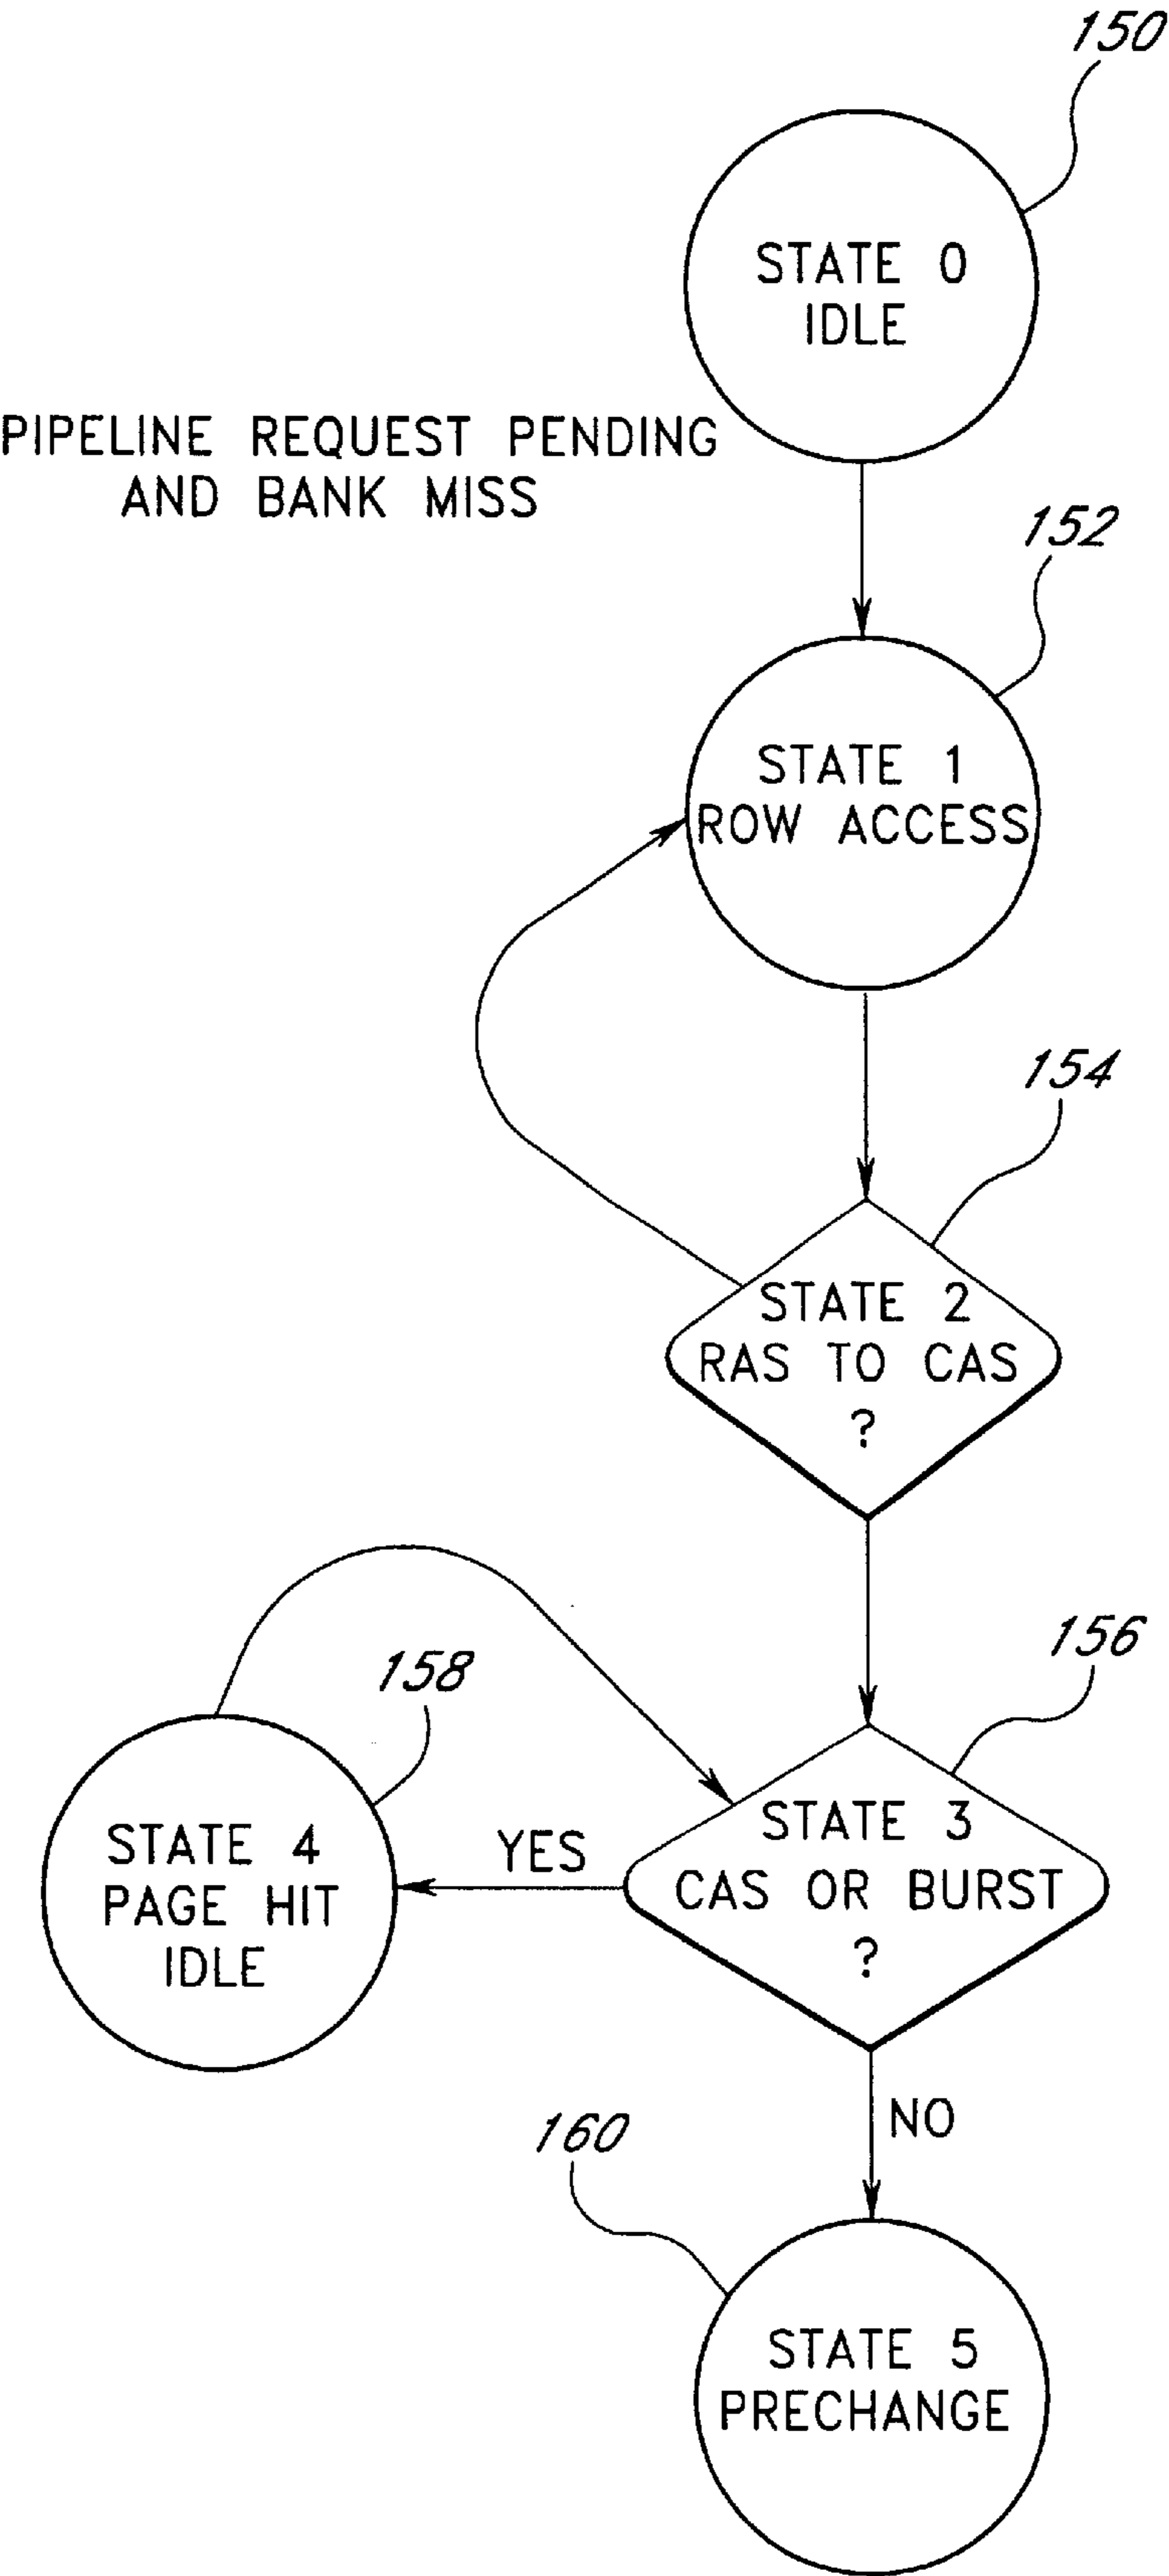 150
STATE 0
IDLE
PIPELINE REQUEST PENDING
AND BANK MISS
152
STATE 1
ROW ACCESS
154
STATE 2
RAS TO CAS
?
156
158
STATE 3
CAS OR BURST
?
YES
STATE 4
PAGE HIT
IDLE
NO
160
STATE 5
PRECHANGE